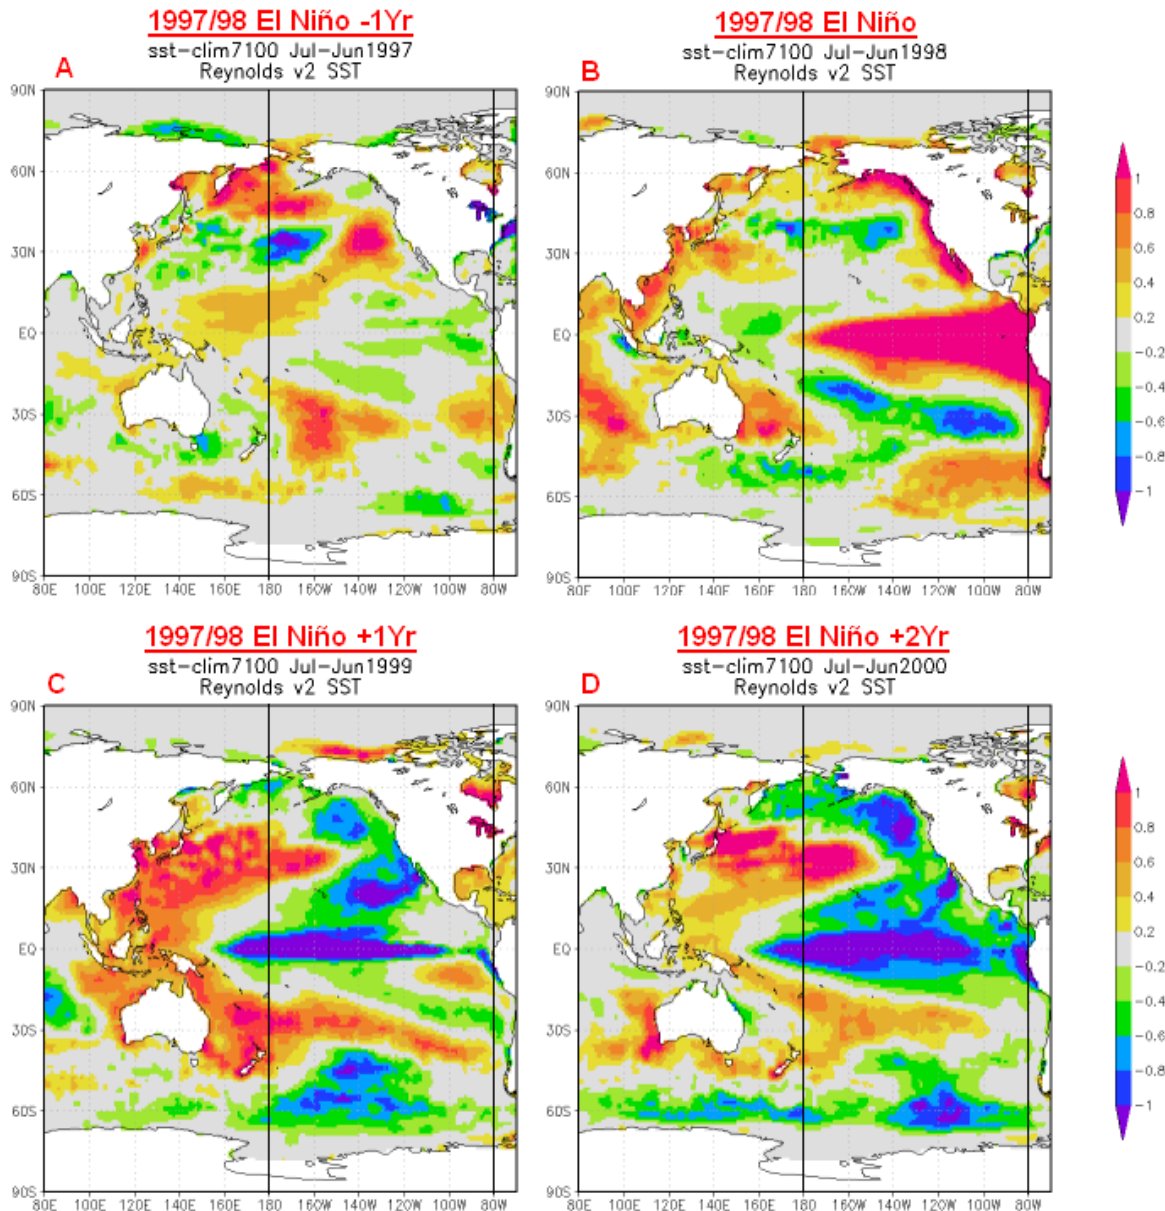 1997/98 El Niño -1Yr
sst-clim7100 Jul-Jun1997
Reynolds v2 SST
A
90N
60N
30N
EQ
30S
60S
90S
80E 100E 120E 140E 160E 180 160W 140W 120W 100W 80W
1997/98 El Niño
sst-clim7100 Jul-Jun1998
Reynolds v2 SST
B
90N
60N
30N
EQ
30S
60S
90S
80E 100E 120E 140E 160E 180 160W 140W 120W 100W 80W
1
0.8
0.6
0.4
0.2
-0.2
-0.4
-0.6
-0.8
-1
1997/98 El Niño +1Yr
sst-clim7100 Jul-Jun1999
Reynolds v2 SST
C
90N
60N
30N
EQ
30S
60S
90S
80E 100E 120E 140E 160E 180 160W 140W 120W 100W 80W
1997/98 El Niño +2Yr
sst-clim7100 Jul-Jun2000
Reynolds v2 SST
D
90N
60N
30N
EQ
30S
60S
90S
80E 100E 120E 140E 160E 180 160W 140W 120W 100W 80W
1
0.8
0.6
0.4
0.2
-0.2
-0.4
-0.6
-0.8
-1